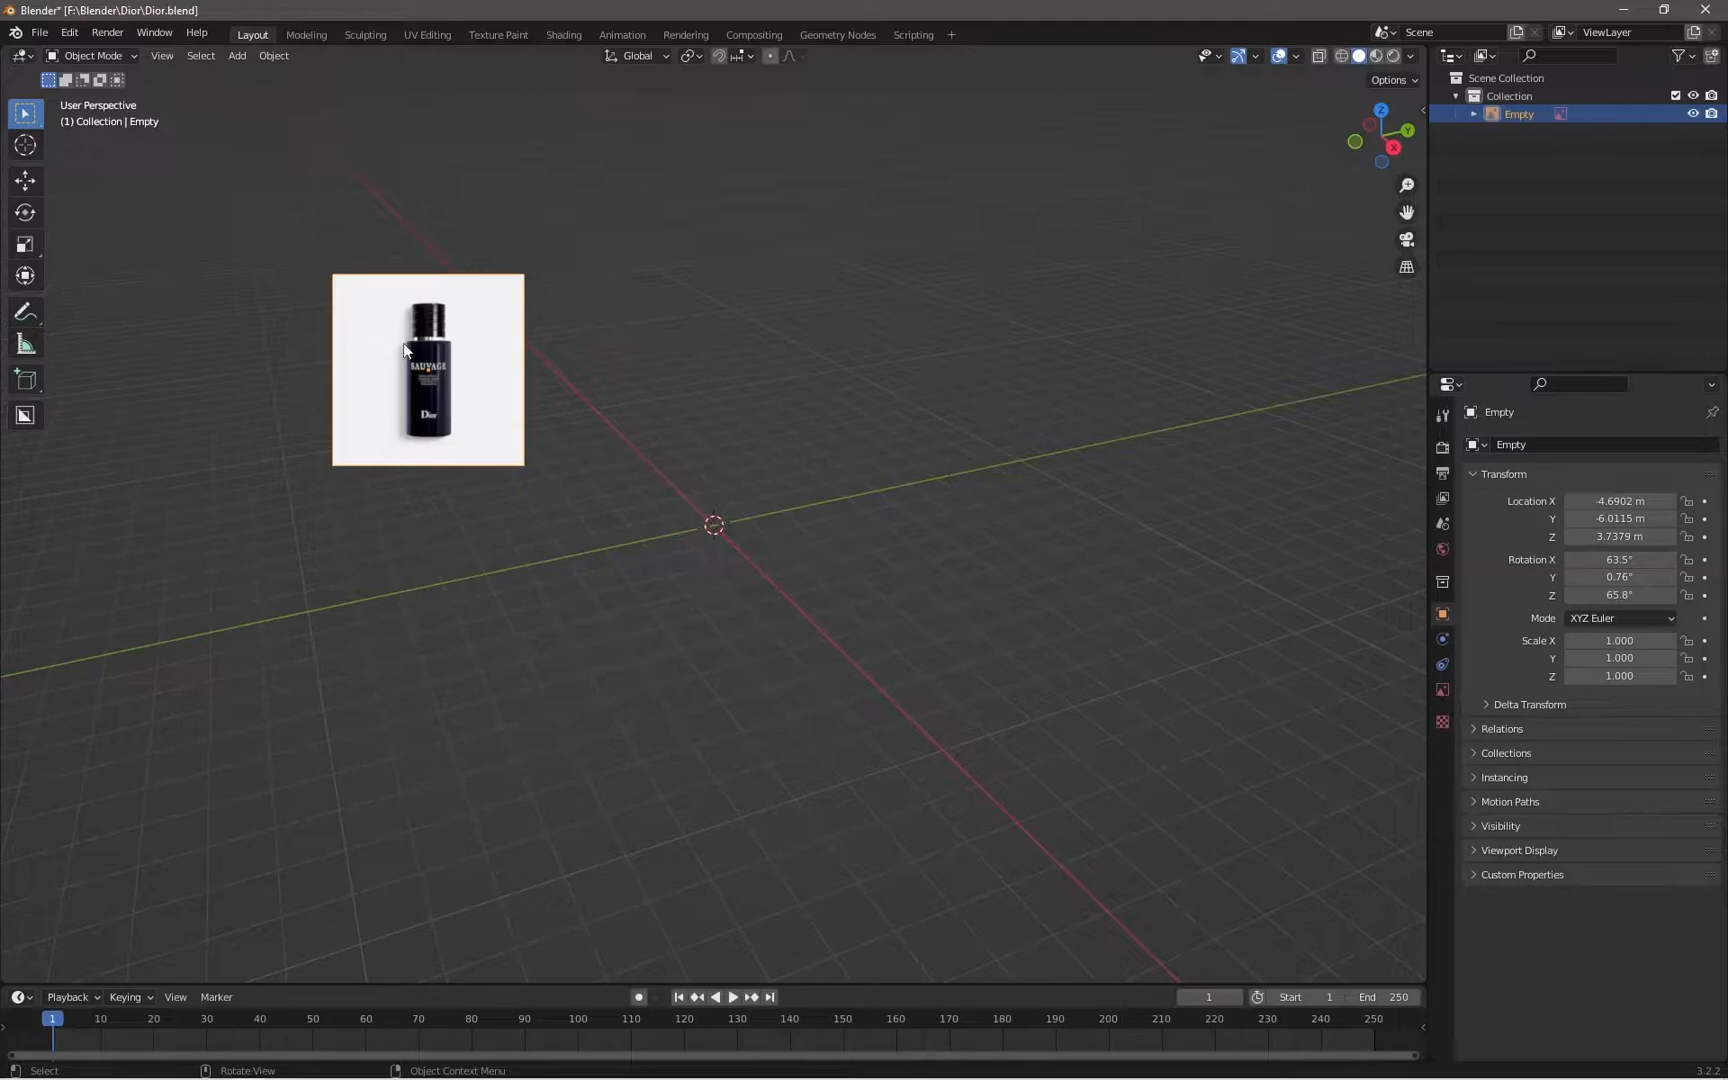 Blender* [F:\Blender\Dior\Dior.blend]
File Edit Render Window Help Layout Modeling Sculpting UV Editing Texture Paint Shading Animation Rendering Compositing Geometry Nodes Scripting + Scene ViewLayer
Object Mode View Select Add Object Global
Options
User Perspective
(1) Collection | Empty
Z
Y
X
SAUVAGE
Dior
Scene Collection
Collection
Empty
Empty
Empty
Transform
Location X -4.6902 m
Y -6.0115 m
Z 3.7379 m
Rotation X 63.5°
Y 0.76°
Z 65.8°
Mode XYZ Euler
Scale X 1.000
Y 1.000
Z 1.000
Delta Transform
Relations
Collections
Instancing
Motion Paths
Visibility
Viewport Display
Custom Properties
Playback Keying View Marker 1 Start 1 End 250
1 10 20 30 40 50 60 70 80 90 100 110 120 130 140 150 160 170 180 190 200 210 220 230 240 250
Select Rotate View Object Context Menu 3.2.2